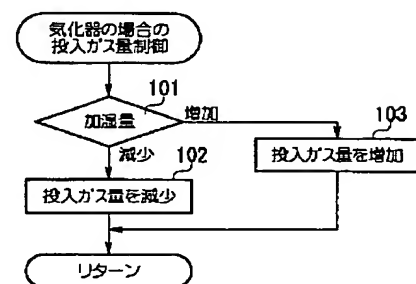 気化器の場合の
投入ガス量制御
101
加湿量
増加
103
減少
102
投入ガス量を増加
投入ガス量を減少
リターン